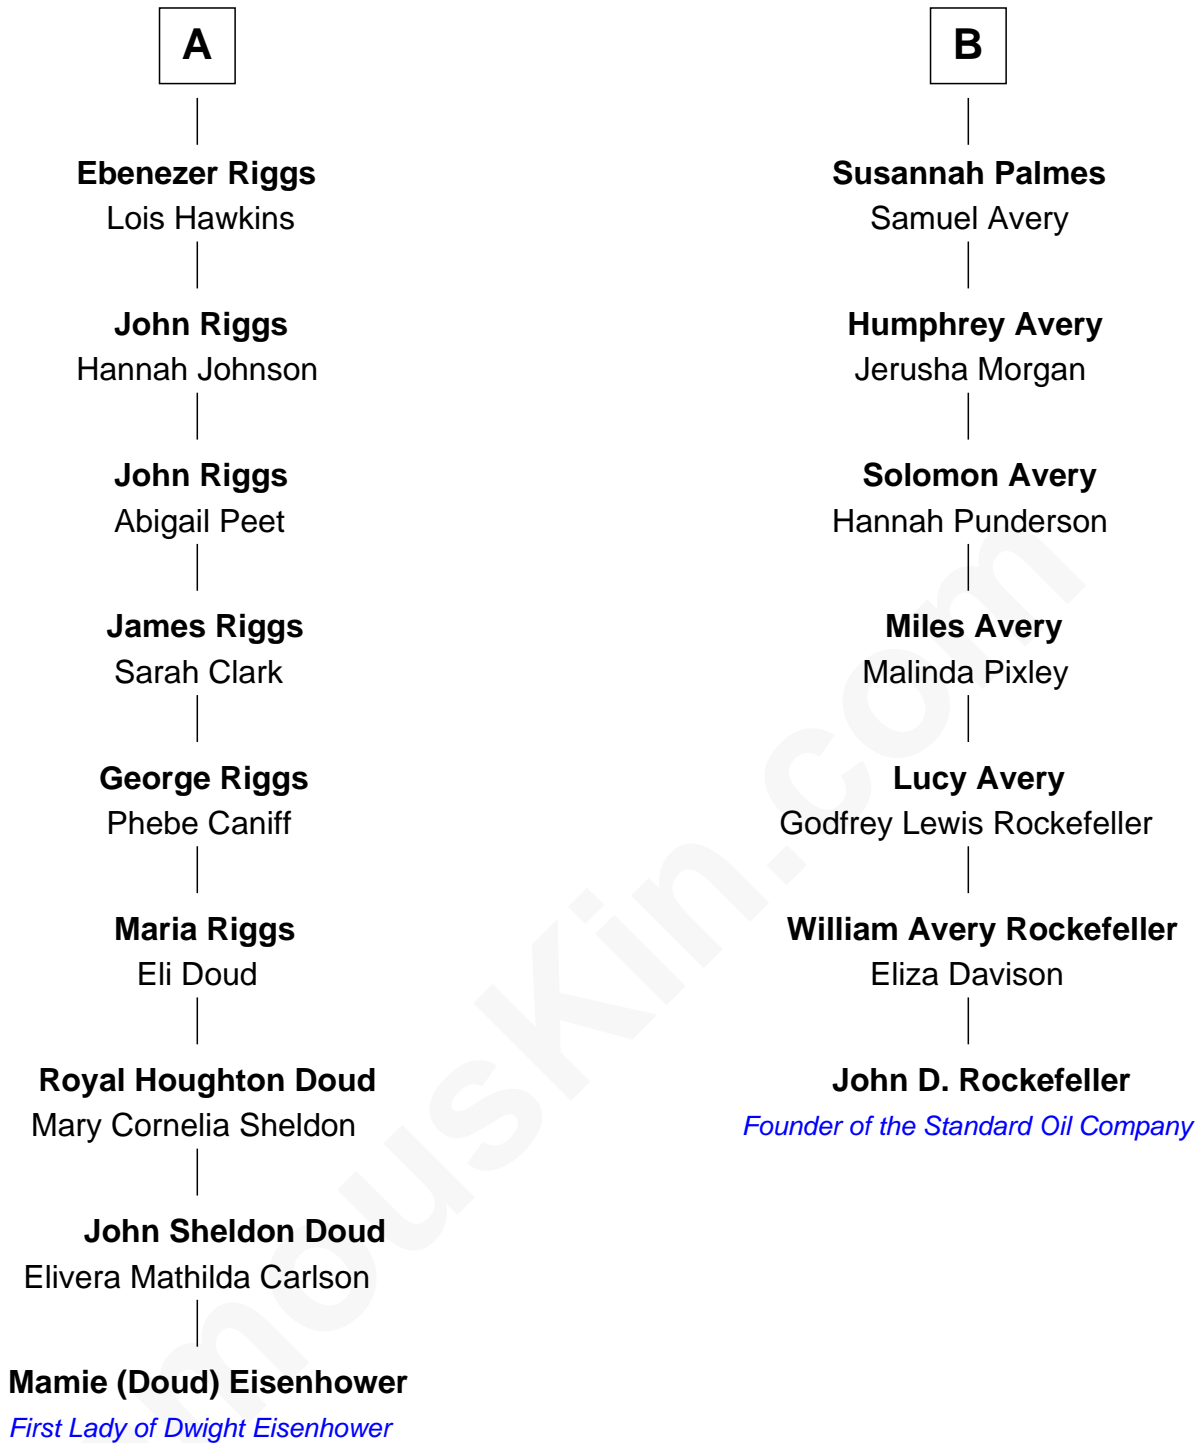 A
Ebenezer Riggs
Lois Hawkins
John Riggs
Hannah Johnson
John Riggs
Abigail Peet
James Riggs
Sarah Clark
George Riggs
Phebe Caniff
Maria Riggs
Eli Doud
Royal Houghton Doud
Mary Cornelia Sheldon
John Sheldon Doud
Elivera Mathilda Carlson
Mamie (Doud) Eisenhower
First Lady of Dwight Eisenhower
B
Susannah Palmes
Samuel Avery
Humphrey Avery
Jerusha Morgan
Solomon Avery
Hannah Punderson
Miles Avery
Malinda Pixley
Lucy Avery
Godfrey Lewis Rockefeller
William Avery Rockefeller
Eliza Davison
John D. Rockefeller
Founder of the Standard Oil Company
mousKin.com